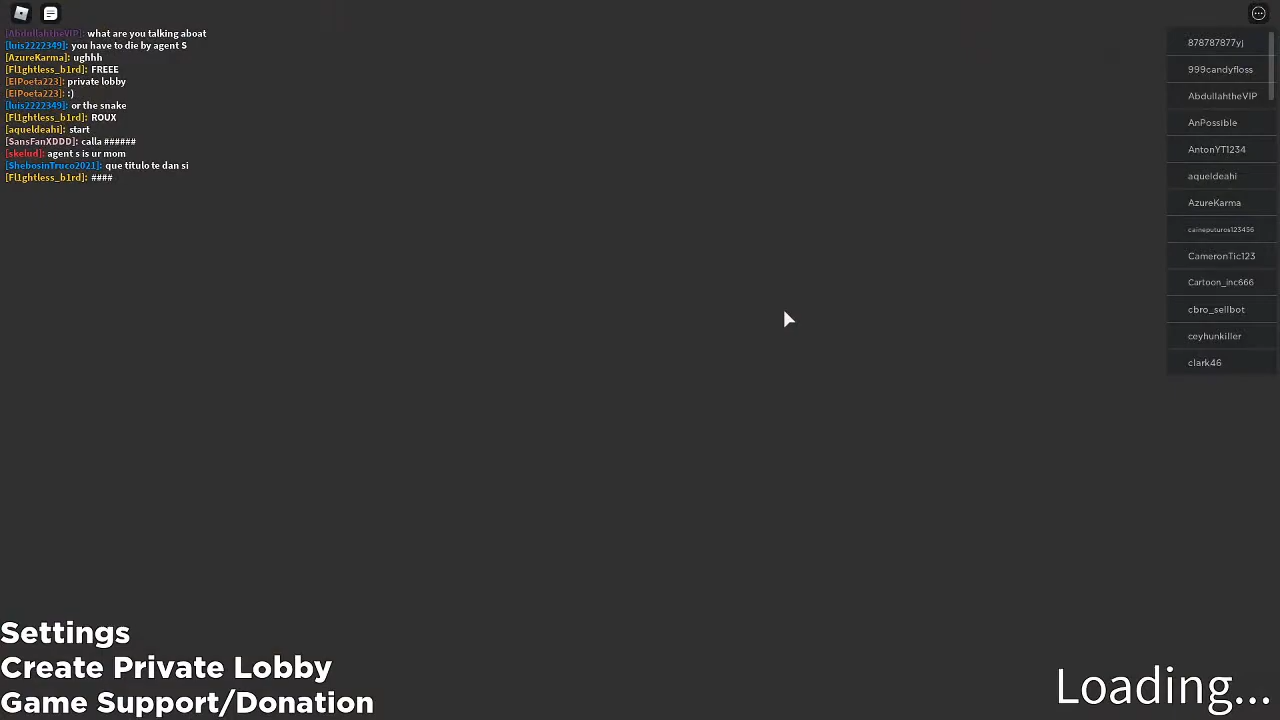 [AbdullahtheVIP]: what are you talking aboat
[luis2222349]: you have to die by agent S
[AzureKarma]: ughhh
[Fl1ghtless_b1rd]: FREEE
[ElPoeta223]: private lobby
[ElPoeta223]: :)
[luis2222349]: or the snake
[Fl1ghtless_b1rd]: ROUX
[aqueldeahi]: start
[SansFanXDDD]: calla ######
[skelud]: agent s is ur mom
[ShebosinTruco2021]: que titulo te dan si
[Fl1ghtless_b1rd]: ####
878787877yj
999candyfloss
AbdullahtheVIP
AnPossible
AntonYT1234
aqueldeahi
AzureKarma
caineputuros123456
CameronTic123
Cartoon_inc666
cbro_sellbot
ceyhunkiller
clark46
Settings
Create Private Lobby
Game Support/Donation
Loading...